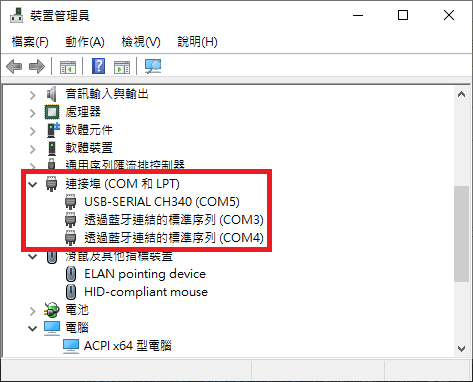 裝置管理員
檔案(F) 動作(A) 檢視(V) 說明(H)
音訊輸入與輸出
處理器
軟體元件
軟體裝置
通用序列匯流排控制器
連接埠 (COM 和 LPT)
USB-SERIAL CH340 (COM5)
透過藍牙連結的標準序列 (COM3)
透過藍牙連結的標準序列 (COM4)
滑鼠及其他指標裝置
ELAN pointing device
HID-compliant mouse
電池
電腦
ACPI x64 型電腦